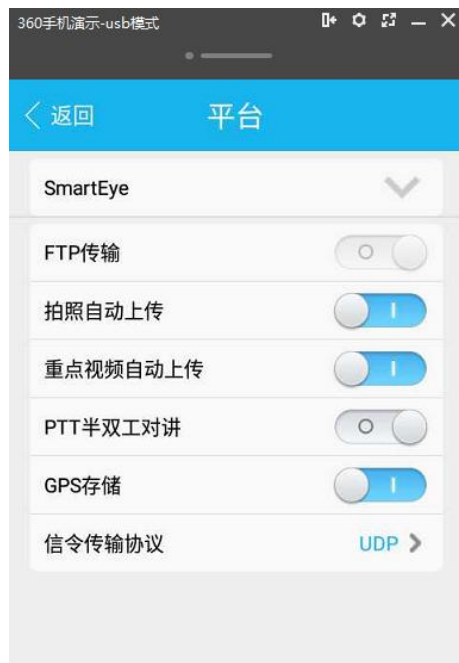 360手机演示-usb模式
返回
平台
SmartEye
FTP传输
拍照自动上传
重点视频自动上传
PTT半双工对讲
GPS存储
信令传输协议 UDP